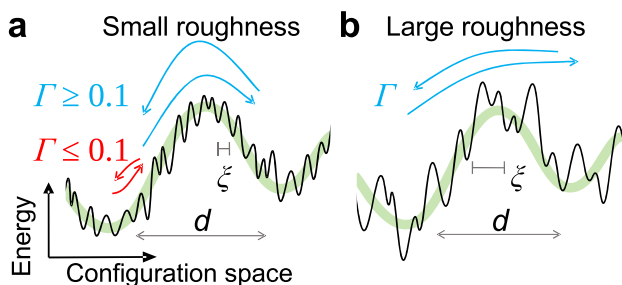 a Small roughness
Γ ≥ 0.1
Γ ≤ 0.1
ξ
d
Energy
Configuration space
b Large roughness
Γ
ξ
d